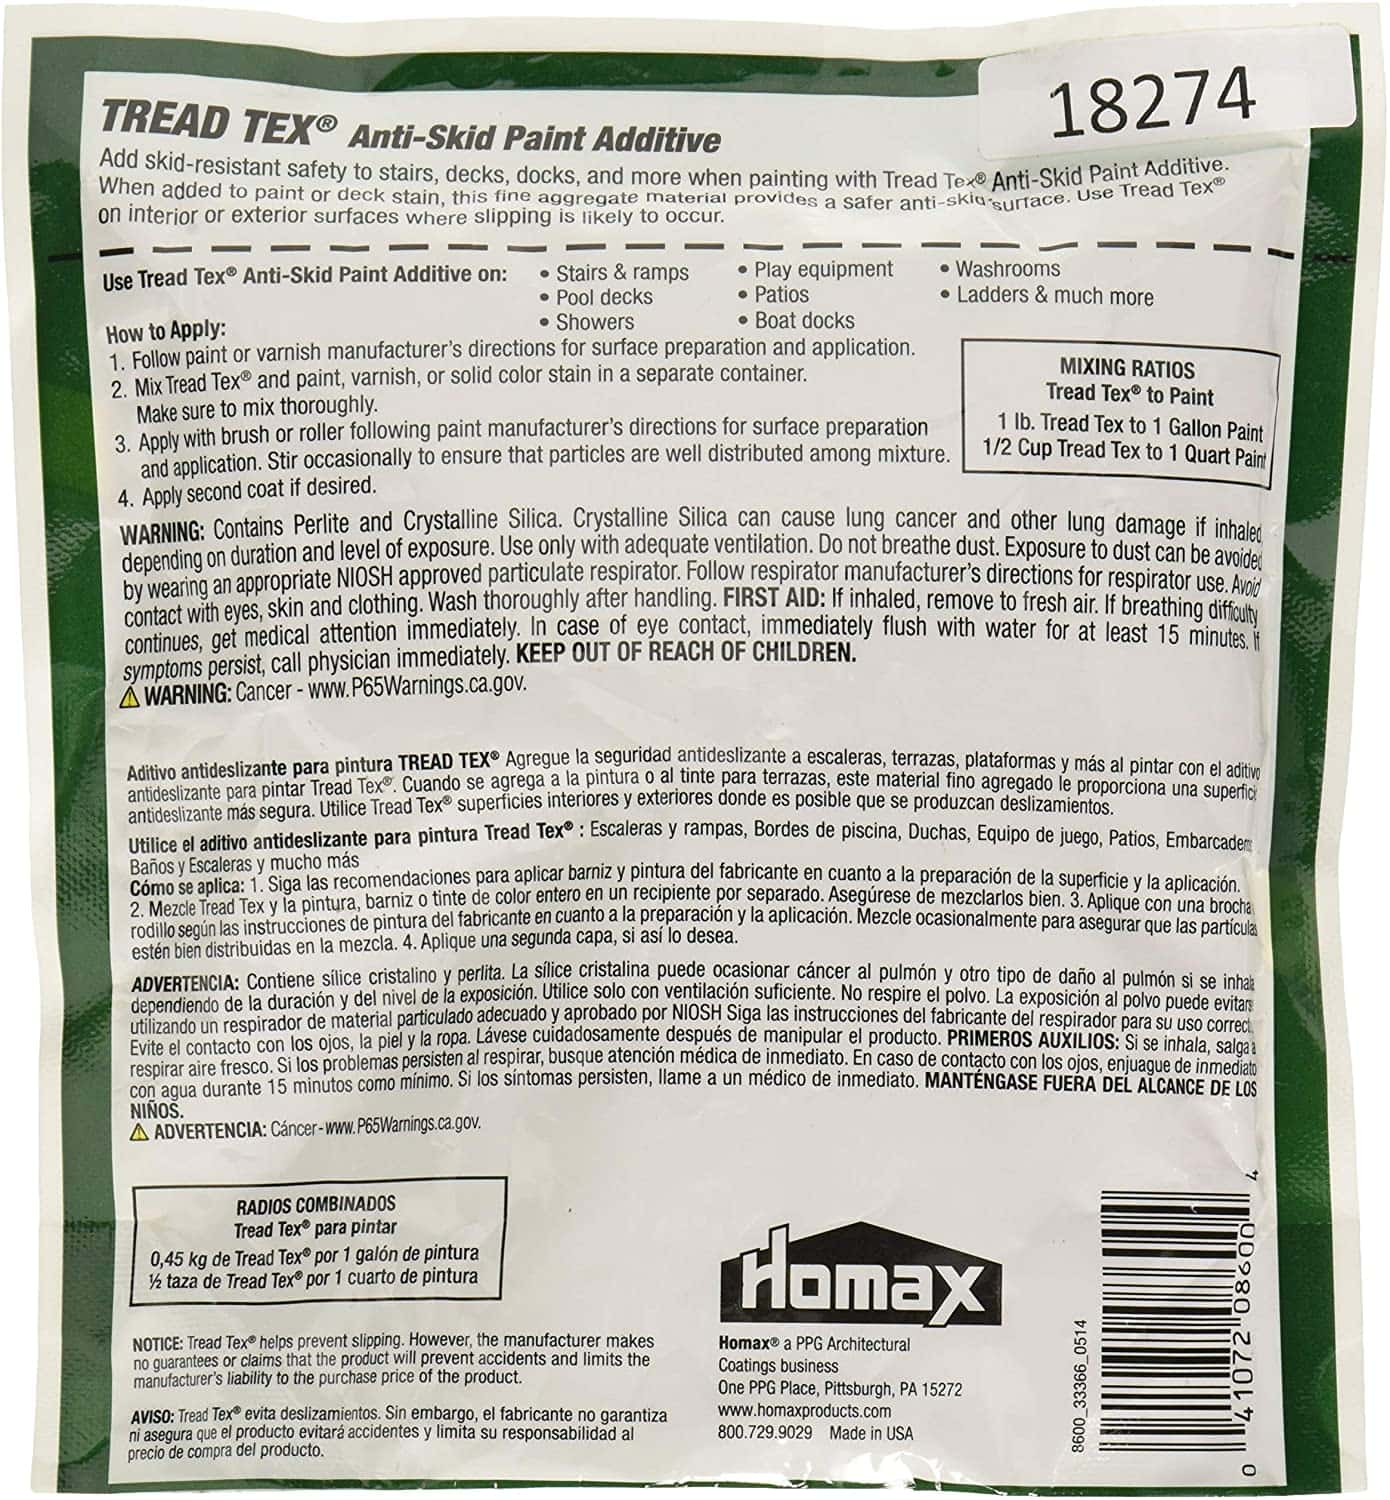 18274
TREAD TEX® Anti-Skid Paint Additive
Add skid-resistant safety to stairs, decks, docks, and more when painting with Tread Tex® Anti-Skid Paint Additive.
When added to paint or deck stain, this fine aggregate material provides a safer anti-skid surface. Use Tread Tex®
on interior or exterior surfaces where slipping is likely to occur.
Use Tread Tex® Anti-Skid Paint Additive on:
• Stairs & ramps
• Pool decks
• Showers
• Play equipment
• Patios
• Boat docks
• Washrooms
• Ladders & much more
How to Apply:
1. Follow paint or varnish manufacturer's directions for surface preparation and application.
2. Mix Tread Tex® and paint, varnish, or solid color stain in a separate container.
Make sure to mix thoroughly.
3. Apply with brush or roller following paint manufacturer's directions for surface preparation
and application. Stir occasionally to ensure that particles are well distributed among mixture.
4. Apply second coat if desired.
MIXING RATIOS
Tread Tex® to Paint
1 lb. Tread Tex to 1 Gallon Paint
1/2 Cup Tread Tex to 1 Quart Paint
WARNING: Contains Perlite and Crystalline Silica. Crystalline Silica can cause lung cancer and other lung damage if inhaled
depending on duration and level of exposure. Use only with adequate ventilation. Do not breathe dust. Exposure to dust can be avoided
by wearing an appropriate NIOSH approved particulate respirator. Follow respirator manufacturer's directions for respirator use. Avoid
contact with eyes, skin and clothing. Wash thoroughly after handling. FIRST AID: If inhaled, remove to fresh air. If breathing difficulty
continues, get medical attention immediately. In case of eye contact, immediately flush with water for at least 15 minutes. If
symptoms persist, call physician immediately. KEEP OUT OF REACH OF CHILDREN.
⚠ WARNING: Cancer - www.P65Warnings.ca.gov.
Aditivo antideslizante para pintura TREAD TEX® Agregue la seguridad antideslizante a escaleras, terrazas, plataformas y más al pintar con el aditivo
antideslizante para pintar Tread Tex®. Cuando se agrega a la pintura o al tinte para terrazas, este material fino agregado le proporciona una superfici
antideslizante más segura. Utilice Tread Tex® superficies interiores y exteriores donde es posible que se produzcan deslizamientos.
Utilice el aditivo antideslizante para pintura Tread Tex® : Escaleras y rampas, Bordes de piscina, Duchas, Equipo de juego, Patios, Embarcaderos
Baños y Escaleras y mucho más
Cómo se aplica: 1. Siga las recomendaciones para aplicar barniz y pintura del fabricante en cuanto a la preparación de la superficie y la aplicación.
2. Mezcle Tread Tex y la pintura, barniz o tinte de color entero en un recipiente por separado. Asegúrese de mezclarlos bien. 3. Aplique con una brocha
rodillo según las instrucciones de pintura del fabricante en cuanto a la preparación y la aplicación. Mezcle ocasionalmente para asegurar que las partículas
estén bien distribuidas en la mezcla. 4. Aplique una segunda capa, si así lo desea.
ADVERTENCIA: Contiene sílice cristalino y perlita. La sílice cristalina puede ocasionar cáncer al pulmón y otro tipo de daño al pulmón si se inhala
dependiendo de la duración y del nivel de la exposición. Utilice solo con ventilación suficiente. No respire el polvo. La exposición al polvo puede evitars
utilizando un respirador de material particulado adecuado y aprobado por NIOSH Siga las instrucciones del fabricante del respirador para su uso correct
Evite el contacto con los ojos, la piel y la ropa. Lávese cuidadosamente después de manipular el producto. PRIMEROS AUXILIOS: Si se inhala, salga a
respirar aire fresco. Si los problemas persisten al respirar, busque atención médica de inmediato. En caso de contacto con los ojos, enjuague de inmediato
con agua durante 15 minutos como mínimo. Si los síntomas persisten, llame a un médico de inmediato. MANTÉNGASE FUERA DEL ALCANCE DE LOS
NIÑOS.
⚠ ADVERTENCIA: Cáncer - www.P65Warnings.ca.gov.
RADIOS COMBINADOS
Tread Tex® para pintar
0,45 kg de Tread Tex® por 1 galón de pintura
½ taza de Tread Tex® por 1 cuarto de pintura
NOTICE: Tread Tex® helps prevent slipping. However, the manufacturer makes
no guarantees or claims that the product will prevent accidents and limits the
manufacturer's liability to the purchase price of the product.
AVISO: Tread Tex® evita deslizamientos. Sin embargo, el fabricante no garantiza
ni asegura que el producto evitará accidentes y limita su responsabilidad al
precio de compra del producto.
Homax
Homax® a PPG Architectural
Coatings business
One PPG Place, Pittsburgh, PA 15272
www.homaxproducts.com
800.729.9029 Made in USA
8600_33366_0514
0 41072 08600 4